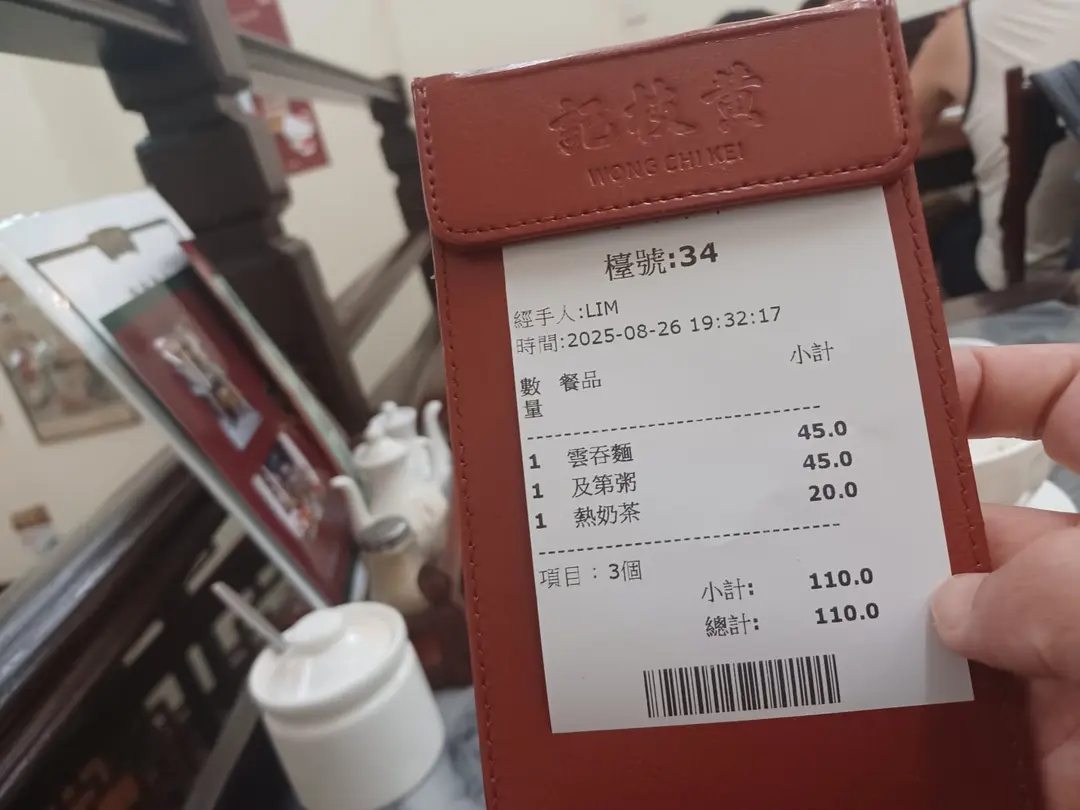 記枝黃
WONG CHI KEI
檯號:34
經手人:LIM
時間:2025-08-26 19:32:17
數量 餐品 小計
1 雲吞麵 45.0
1 及第粥 45.0
1 熱奶茶 20.0
項目：3個
小計: 110.0
總計: 110.0